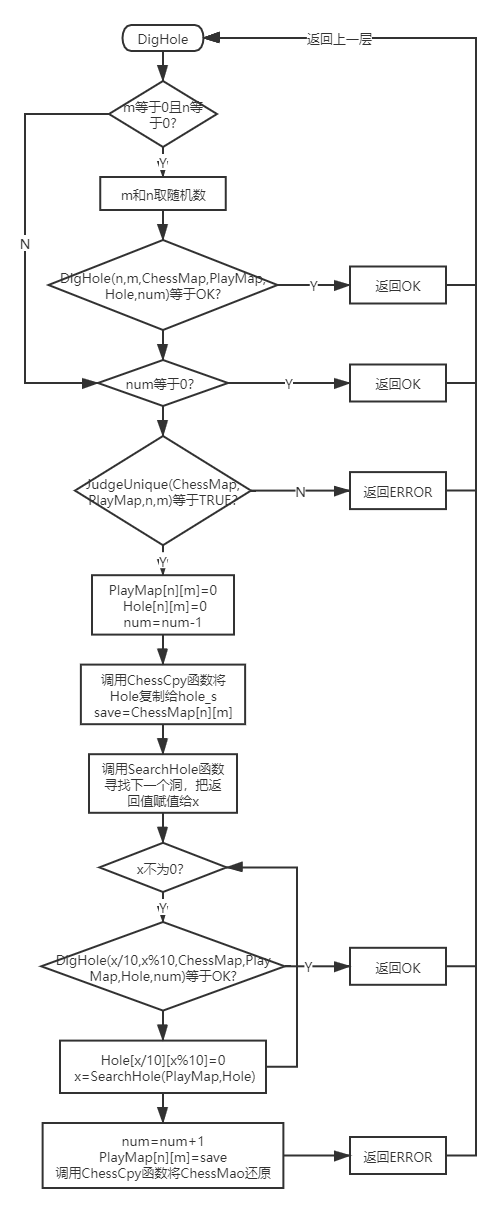 DigHole
返回上一层
m等于0且n等
于0?
N
Y
m和n取随机数
DigHole(n,m,ChessMap,PlayMap,
Hole,num)等于OK?
Y
返回OK
num等于0?
Y
返回OK
JudgeUnique(ChessMap,
PlayMap,n,m)等于TRUE?
N
返回ERROR
Y
PlayMap[n][m]=0
Hole[n][m]=0
num=num-1
调用ChessCpy函数将
Hole复制给hole_s
save=ChessMap[n][m]
调用SearchHole函数
寻找下一个洞，把返
回值赋值给x
x不为0?
Y
DigHole(x/10,x%10,ChessMap,Play
Map,Hole,num)等于OK?
Y
返回OK
Hole[x/10][x%10]=0
x=SearchHole(PlayMap,Hole)
num=num+1
PlayMap[n][m]=save
调用ChessCpy函数将ChessMao还原
返回ERROR